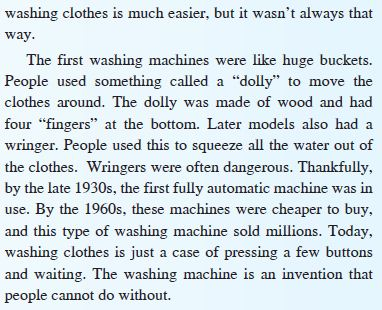 washing clothes is much easier, but it wasn’t always that
way.
The first washing machines were like huge buckets.
People used something called a “dolly” to move the
clothes around. The dolly was made of wood and had
four “fingers” at the bottom. Later models also had a
wringer. People used this to squeeze all the water out of
the clothes. Wringers were often dangerous. Thankfully,
by the late 1930s, the first fully automatic machine was in
use. By the 1960s, these machines were cheaper to buy,
and this type of washing machine sold millions. Today,
washing clothes is just a case of pressing a few buttons
and waiting. The washing machine is an invention that
people cannot do without.